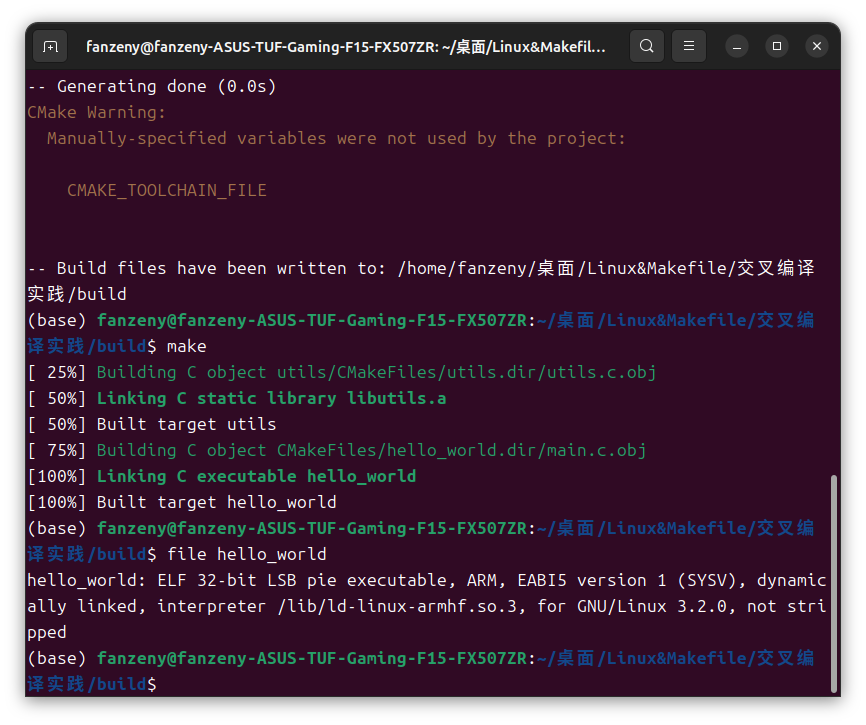 fanzeny@fanzeny-ASUS-TUF-Gaming-F15-FX507ZR: ~/桌面/Linux&Makefil...
-- Generating done (0.0s)
CMake Warning:
  Manually-specified variables were not used by the project:
    CMAKE_TOOLCHAIN_FILE
-- Build files have been written to: /home/fanzeny/桌面/Linux&Makefile/交叉编译
实践/build
(base) fanzeny@fanzeny-ASUS-TUF-Gaming-F15-FX507ZR:~/桌面/Linux&Makefile/交叉编
译实践/build$ make
[ 25%] Building C object utils/CMakeFiles/utils.dir/utils.c.obj
[ 50%] Linking C static library libutils.a
[ 50%] Built target utils
[ 75%] Building C object CMakeFiles/hello_world.dir/main.c.obj
[100%] Linking C executable hello_world
[100%] Built target hello_world
(base) fanzeny@fanzeny-ASUS-TUF-Gaming-F15-FX507ZR:~/桌面/Linux&Makefile/交叉编
译实践/build$ file hello_world
hello_world: ELF 32-bit LSB pie executable, ARM, EABI5 version 1 (SYSV), dynamic
ally linked, interpreter /lib/ld-linux-armhf.so.3, for GNU/Linux 3.2.0, not stri
pped
(base) fanzeny@fanzeny-ASUS-TUF-Gaming-F15-FX507ZR:~/桌面/Linux&Makefile/交叉编
译实践/build$